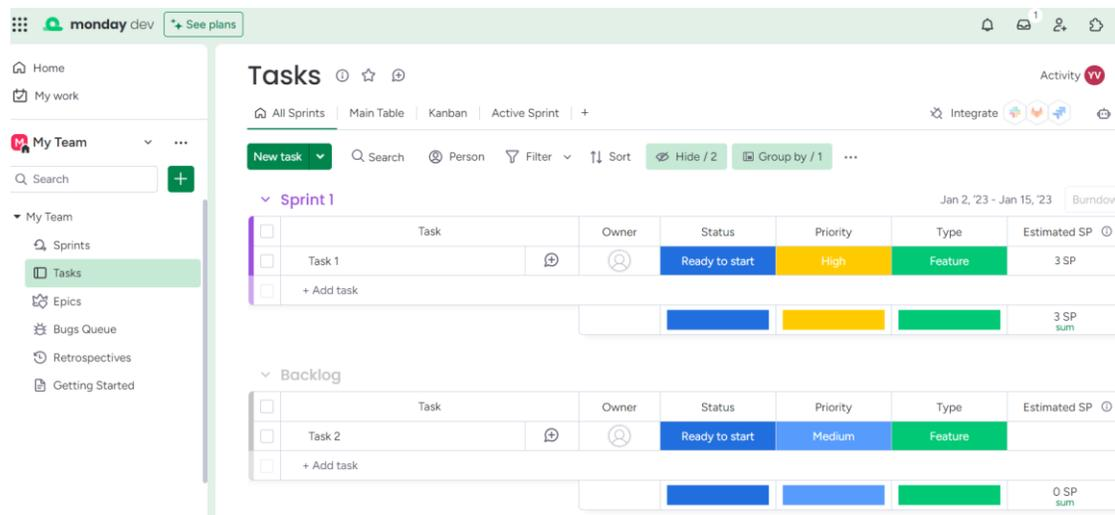 monday dev
See plans
1
Home
My work
M My Team
Search
My Team
Sprints
Tasks
Epics
Bugs Queue
Retrospectives
Getting Started
Tasks
Activity YV
All Sprints Main Table Kanban Active Sprint +
Integrate
New task Search Person Filter Sort Hide / 2 Group by / 1
Sprint 1 Jan 2, '23 - Jan 15, '23 Burndow
Task Owner Status Priority Type Estimated SP
Task 1 Ready to start High Feature 3 SP
+ Add task
3 SP
sum
Backlog
Task Owner Status Priority Type Estimated SP
Task 2 Ready to start Medium Feature
+ Add task
0 SP
sum